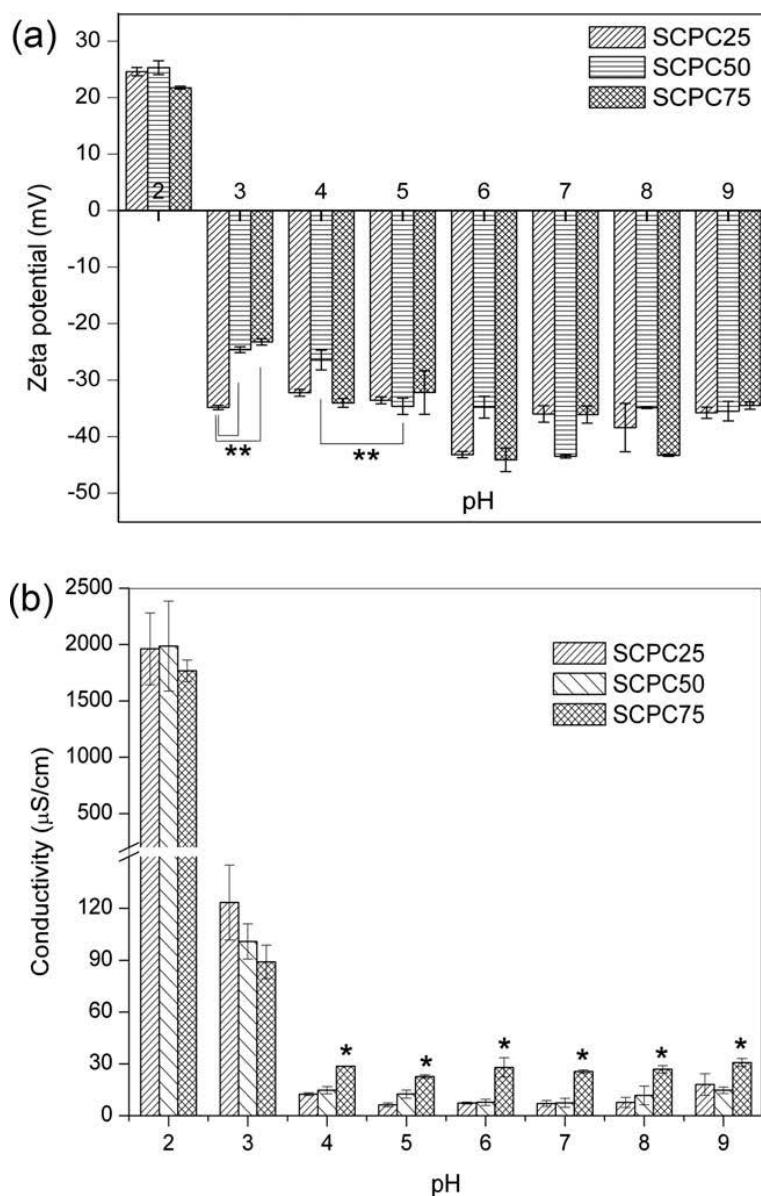 (a)
30
20
10
0
-10
-20
-30
-40
-50
Zeta potential (mV)
SCPC25
SCPC50
SCPC75
2 3 4 5 6 7 8 9
** **
pH
(b)
2500
2000
1500
1000
500
120
90
60
30
0
Conductivity (µS/cm)
SCPC25
SCPC50
SCPC75
* * * * * *
2 3 4 5 6 7 8 9
pH